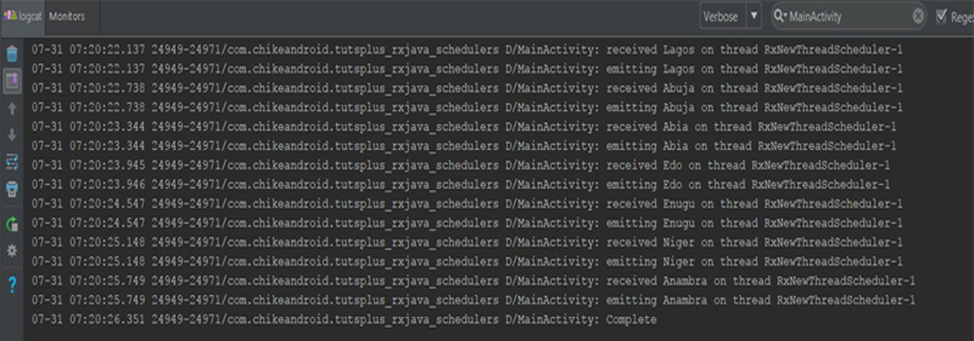 logcat Monitors Verbose MainActivity Regex
07-31 07:20:22.137 24949-24971/com.chikeandroid.tutsplus_rxjava_schedulers D/MainActivity: received Lagos on thread RxNewThreadScheduler-1
07-31 07:20:22.137 24949-24971/com.chikeandroid.tutsplus_rxjava_schedulers D/MainActivity: emitting Lagos on thread RxNewThreadScheduler-1
07-31 07:20:22.738 24949-24971/com.chikeandroid.tutsplus_rxjava_schedulers D/MainActivity: received Abuja on thread RxNewThreadScheduler-1
07-31 07:20:22.738 24949-24971/com.chikeandroid.tutsplus_rxjava_schedulers D/MainActivity: emitting Abuja on thread RxNewThreadScheduler-1
07-31 07:20:23.344 24949-24971/com.chikeandroid.tutsplus_rxjava_schedulers D/MainActivity: received Abia on thread RxNewThreadScheduler-1
07-31 07:20:23.344 24949-24971/com.chikeandroid.tutsplus_rxjava_schedulers D/MainActivity: emitting Abia on thread RxNewThreadScheduler-1
07-31 07:20:23.945 24949-24971/com.chikeandroid.tutsplus_rxjava_schedulers D/MainActivity: received Edo on thread RxNewThreadScheduler-1
07-31 07:20:23.946 24949-24971/com.chikeandroid.tutsplus_rxjava_schedulers D/MainActivity: emitting Edo on thread RxNewThreadScheduler-1
07-31 07:20:24.547 24949-24971/com.chikeandroid.tutsplus_rxjava_schedulers D/MainActivity: received Enugu on thread RxNewThreadScheduler-1
07-31 07:20:24.547 24949-24971/com.chikeandroid.tutsplus_rxjava_schedulers D/MainActivity: emitting Enugu on thread RxNewThreadScheduler-1
07-31 07:20:25.148 24949-24971/com.chikeandroid.tutsplus_rxjava_schedulers D/MainActivity: received Niger on thread RxNewThreadScheduler-1
07-31 07:20:25.148 24949-24971/com.chikeandroid.tutsplus_rxjava_schedulers D/MainActivity: emitting Niger on thread RxNewThreadScheduler-1
07-31 07:20:25.749 24949-24971/com.chikeandroid.tutsplus_rxjava_schedulers D/MainActivity: received Anambra on thread RxNewThreadScheduler-1
07-31 07:20:25.749 24949-24971/com.chikeandroid.tutsplus_rxjava_schedulers D/MainActivity: emitting Anambra on thread RxNewThreadScheduler-1
07-31 07:20:26.351 24949-24971/com.chikeandroid.tutsplus_rxjava_schedulers D/MainActivity: Complete